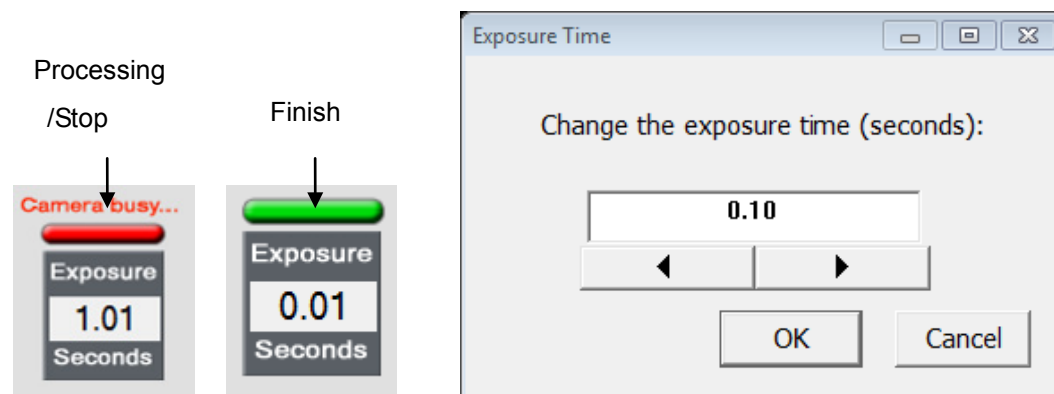 Processing
/Stop
Camera busy...
Exposure
1.01
Seconds
Finish
Exposure
0.01
Seconds
Exposure Time
Change the exposure time (seconds):
0.10
OK
Cancel